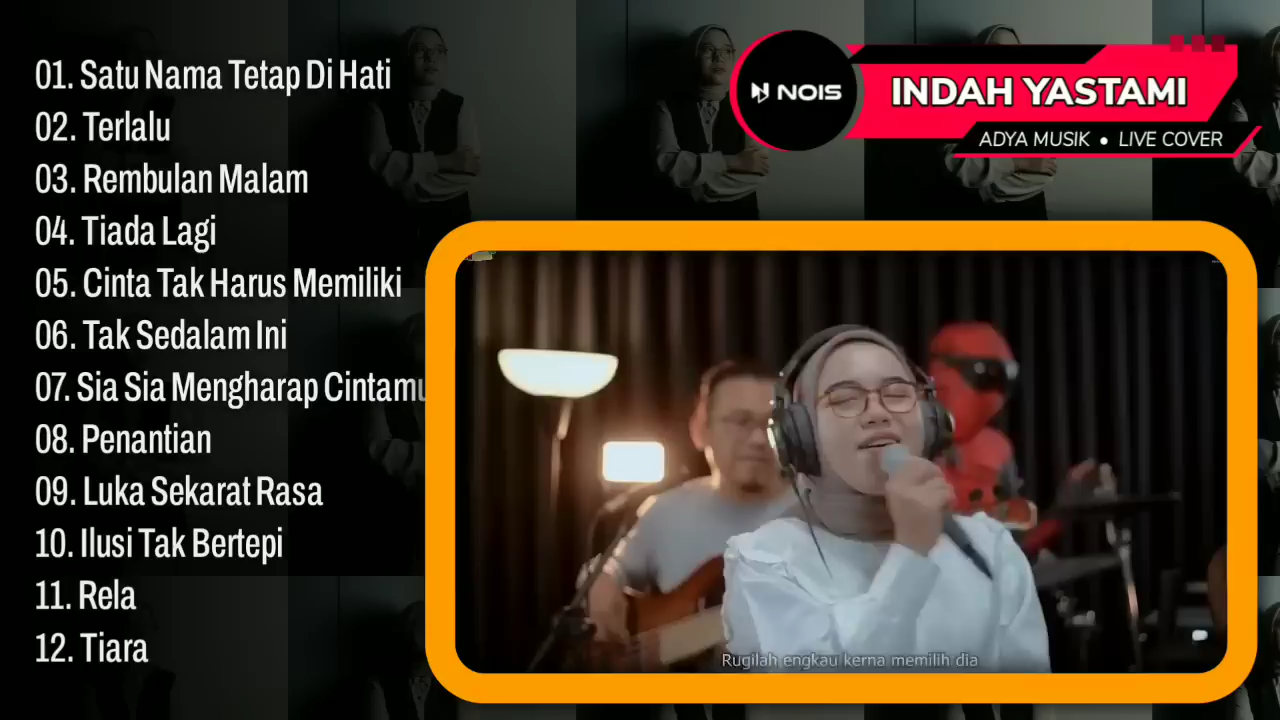 01. Satu Nama Tetap Di Hati
02. Terlalu
03. Rembulan Malam
04. Tiada Lagi
05. Cinta Tak Harus Memiliki
06. Tak Sedalam Ini
07. Sia Sia Mengharap Cintamu
08. Penantian
09. Luka Sekarat Rasa
10. Ilusi Tak Bertepi
11. Rela
12. Tiara
NOIS
INDAH YASTAMI
ADYA MUSIK • LIVE COVER
Rugilah engkau kerna memilih dia